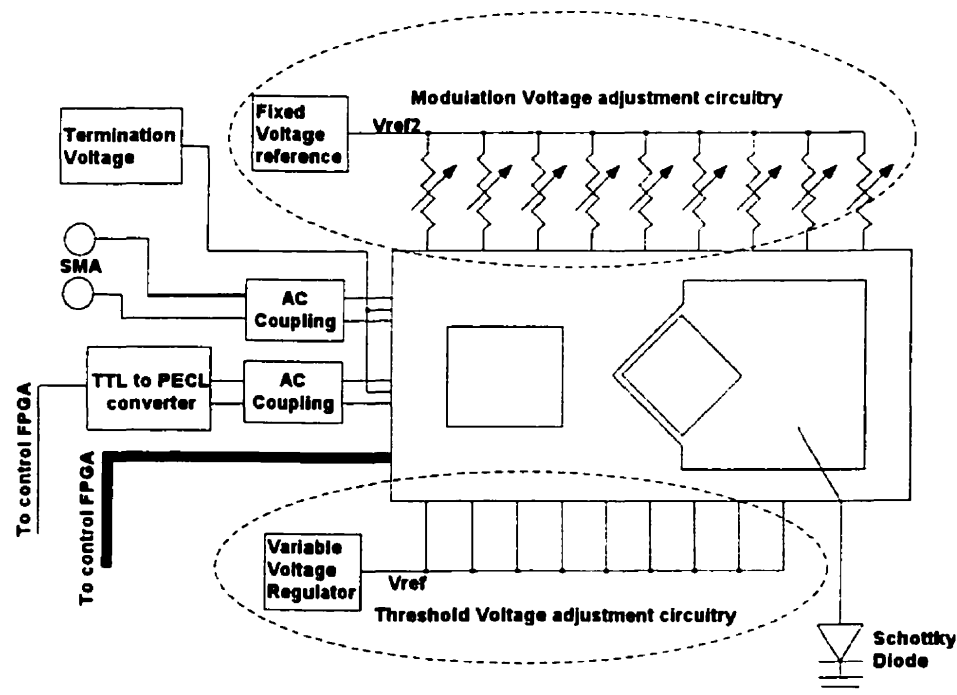 Modulation Voltage adjustment circuitry
Fixed
Voltage
reference
Vref2
Termination
Voltage
SMA
AC
Coupling
TTL to PECL
converter
AC
Coupling
To control FPGA
To control FPGA
Variable
Voltage
Regulator
Vref
Threshold Voltage adjustment circuitry
Schottky
Diode